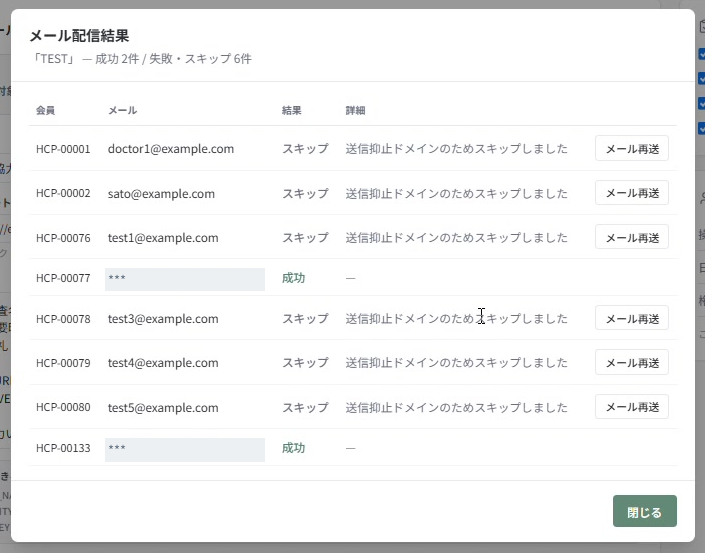 メール配信結果
「TEST」 — 成功 2件 / 失敗・スキップ 6件
会員 メール 結果 詳細
HCP-00001 doctor1@example.com スキップ 送信抑止ドメインのためスキップしました メール再送
HCP-00002 sato@example.com スキップ 送信抑止ドメインのためスキップしました メール再送
HCP-00076 test1@example.com スキップ 送信抑止ドメインのためスキップしました メール再送
HCP-00077 *** 成功 —
HCP-00078 test3@example.com スキップ 送信抑止ドメインのためスキップしました メール再送
HCP-00079 test4@example.com スキップ 送信抑止ドメインのためスキップしました メール再送
HCP-00080 test5@example.com スキップ 送信抑止ドメインのためスキップしました メール再送
HCP-00133 *** 成功 —
閉じる